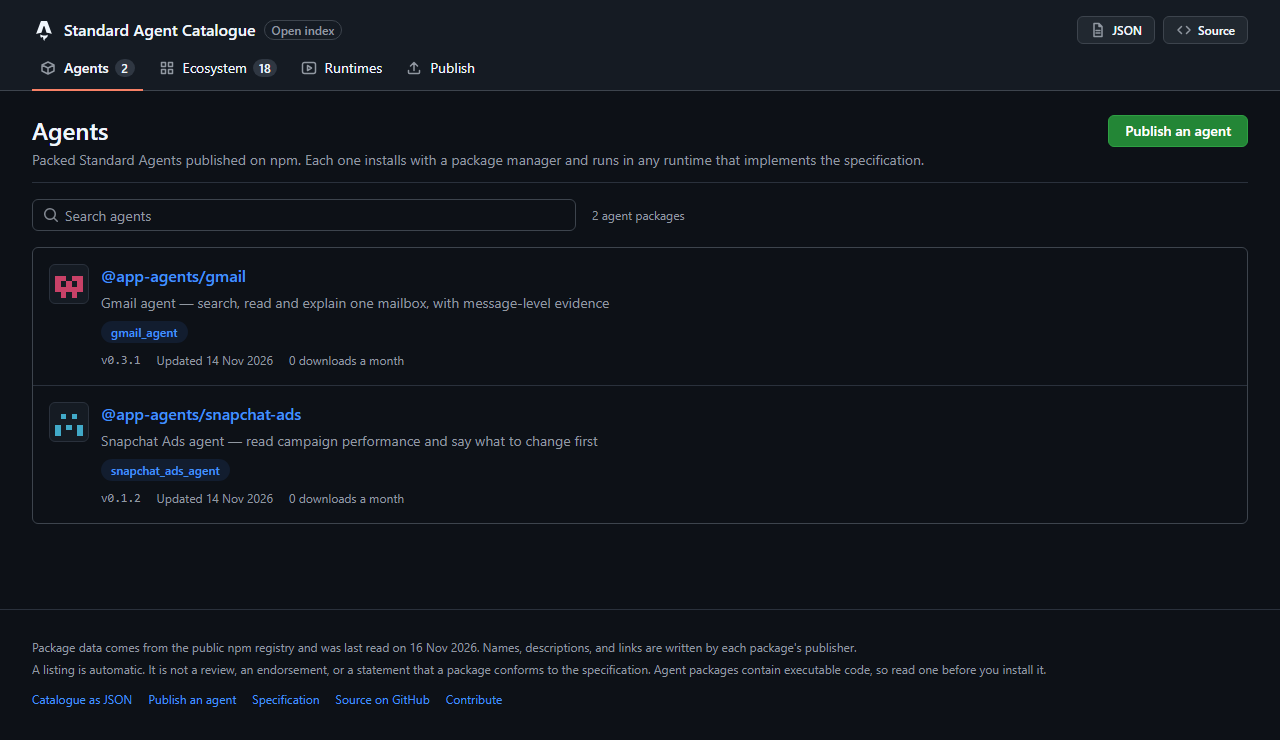 Standard Agent Catalogue Open index JSON Source
Agents 2 Ecosystem 18 Runtimes Publish
Agents
Publish an agent
Packed Standard Agents published on npm. Each one installs with a package manager and runs in any runtime that implements the specification.
Search agents 2 agent packages
@app-agents/gmail
Gmail agent — search, read and explain one mailbox, with message-level evidence
gmail_agent
v0.3.1 Updated 14 Nov 2026 0 downloads a month
@app-agents/snapchat-ads
Snapchat Ads agent — read campaign performance and say what to change first
snapchat_ads_agent
v0.1.2 Updated 14 Nov 2026 0 downloads a month
Package data comes from the public npm registry and was last read on 16 Nov 2026. Names, descriptions, and links are written by each package's publisher.
A listing is automatic. It is not a review, an endorsement, or a statement that a package conforms to the specification. Agent packages contain executable code, so read one before you install it.
Catalogue as JSON Publish an agent Specification Source on GitHub Contribute